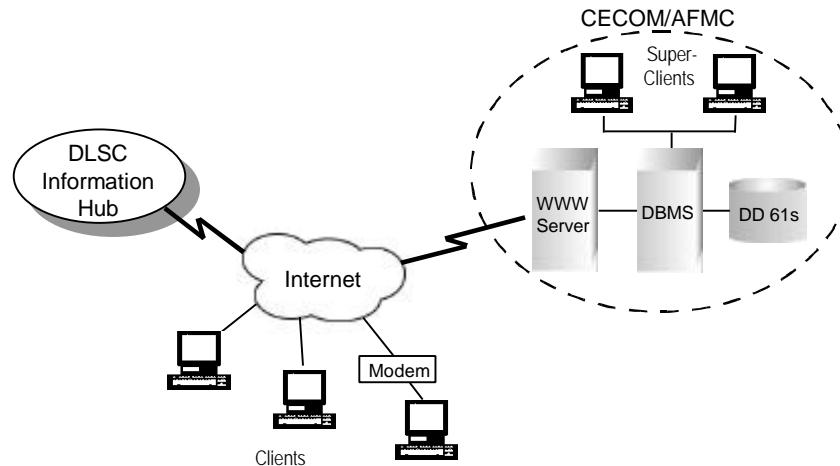 CECOM/AFMC
Super-
Clients
DLSC
Information
Hub
WWW
Server
DBMS
DD 61s
Internet
Modem
Clients